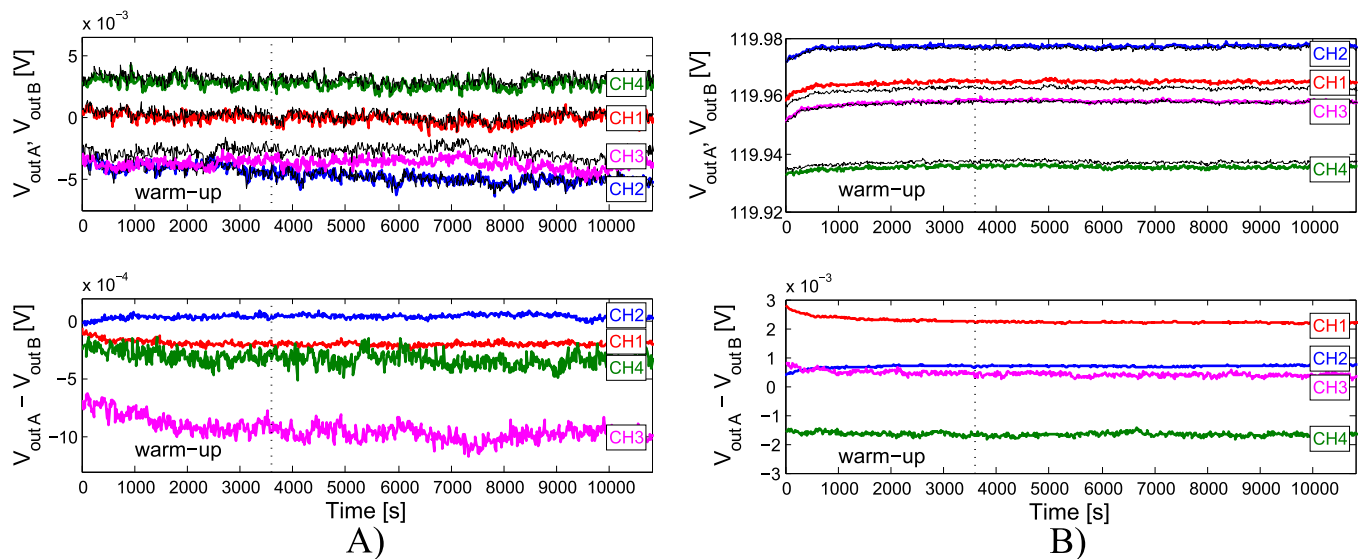 x 10⁻³
V_out A, V_out B [V]
5
0
−5
CH4
CH1
CH3
CH2
warm−up
0 1000 2000 3000 4000 5000 6000 7000 8000 9000 10000
x 10⁻⁴
V_out A − V_out B [V]
0
−5
−10
CH2
CH1
CH4
CH3
warm−up
0 1000 2000 3000 4000 5000 6000 7000 8000 9000 10000
Time [s]
A)
V_out A, V_out B [V]
119.98
119.96
119.94
119.92
CH2
CH1
CH3
CH4
warm−up
0 1000 2000 3000 4000 5000 6000 7000 8000 9000 10000
x 10⁻³
V_out A − V_out B [V]
3
2
1
0
−1
−2
−3
CH1
CH2
CH3
CH4
warm−up
0 1000 2000 3000 4000 5000 6000 7000 8000 9000 10000
Time [s]
B)